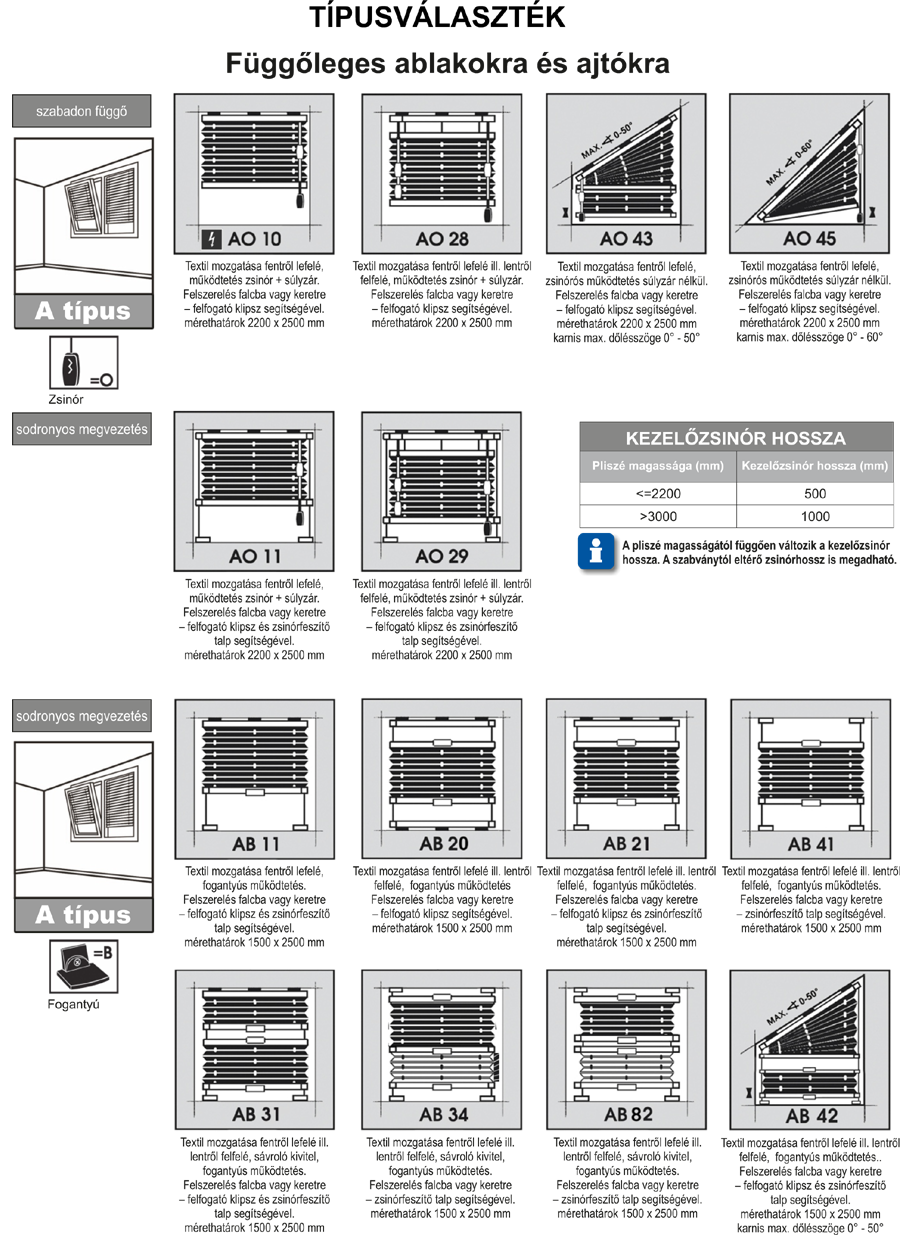 TÍPUSVÁLASZTÉK
Függőleges ablakokra és ajtókra
szabadon függő
A típus
=O
Zsinór
AO 10
Textil mozgatása fentről lefelé,
működtetés zsinór + súlyzár.
Felszerelés falcba vagy keretre
– felfogató klipsz segítségével.
mérethatárok 2200 x 2500 mm
AO 28
Textil mozgatása fentről lefelé ill. lentről
felfelé, működtetés zsinór + súlyzár.
Felszerelés falcba vagy keretre
– felfogató klipsz segítségével.
mérethatárok 2200 x 2500 mm
MAX. ∢ 0-50°
AO 43
Textil mozgatása fentről lefelé,
zsinórós működtetés súlyzár nélkül.
Felszerelés falcba vagy keretre
– felfogató klipsz segítségével.
mérethatárok 2200 x 2500 mm
karnis max. dőlésszöge 0° - 50°
MAX. ∢ 0-60°
AO 45
Textil mozgatása fentről lefelé,
zsinórós működtetés súlyzár nélkül.
Felszerelés falcba vagy keretre
– felfogató klipsz segítségével.
mérethatárok 2200 x 2500 mm
karnis max. dőlésszöge 0° - 60°
sodronyos megvezetés
AO 11
Textil mozgatása fentről lefelé,
működtetés zsinór + súlyzár.
Felszerelés falcba vagy keretre
– felfogató klipsz és zsinórfeszítő
talp segítségével.
mérethatárok 2200 x 2500 mm
AO 29
Textil mozgatása fentről lefelé ill. lentről
felfelé, működtetés zsinór + súlyzár.
Felszerelés falcba vagy keretre
– felfogató klipsz és zsinórfeszítő
talp segítségével.
mérethatárok 2200 x 2500 mm
KEZELŐZSINÓR HOSSZA
Pliszé magassága (mm) Kezelőzsinór hossza (mm)
<=2200 500
>3000 1000
A pliszé magasságától függően változik a kezelőzsinór
hossza. A szabványtól eltérő zsinórhossz is megadható.
sodronyos megvezetés
A típus
=B
Fogantyú
AB 11
Textil mozgatása fentről lefelé,
fogantyús működtetés.
Felszerelés falcba vagy keretre
– felfogató klipsz és zsinórfeszítő
talp segítségével.
mérethatárok 1500 x 2500 mm
AB 20
Textil mozgatása fentről lefelé ill. lentről
felfelé, fogantyús működtetés
Felszerelés falcba vagy keretre
– felfogató klipsz segítségével.
mérethatárok 1500 x 2500 mm
AB 21
Textil mozgatása fentről lefelé ill. lentről
felfelé, fogantyús működtetés.
Felszerelés falcba vagy keretre
– felfogató klipsz és zsinórfeszítő
talp segítségével.
mérethatárok 1500 x 2500 mm
AB 41
Textil mozgatása fentről lefelé ill. lentről
felfelé, fogantyús működtetés.
Felszerelés falcba vagy keretre
– zsinórfeszítő talp segítségével.
mérethatárok 1500 x 2500 mm
AB 31
Textil mozgatása fentről lefelé ill.
lentről felfelé, sávroló kivitel,
fogantyús működtetés.
Felszerelés falcba vagy keretre
– felfogató klipsz és zsinórfeszítő
talp segítségével.
mérethatárok 1500 x 2500 mm
AB 34
Textil mozgatása fentről lefelé ill.
lentről felfelé, sávroló kivitel,
fogantyús működtetés.
Felszerelés falcba vagy keretre
– zsinórfeszítő talp segítségével.
mérethatárok 1500 x 2500 mm
AB 82
Textil mozgatása fentről lefelé ill.
lentről felfelé, sávroló kivitel,
fogantyús működtetés.
Felszerelés falcba vagy keretre
– zsinórfeszítő talp segítségével.
mérethatárok 1500 x 2500 mm
MAX. ∢ 0-50°
AB 42
Textil mozgatása fentről lefelé ill. lentről
felfelé, fogantyús működtetés..
Felszerelés falcba vagy keretre
– felfogató klipsz és zsinórfeszítő
talp segítségével.
mérethatárok 1500 x 2500 mm
karnis max. dőlésszöge 0° - 50°